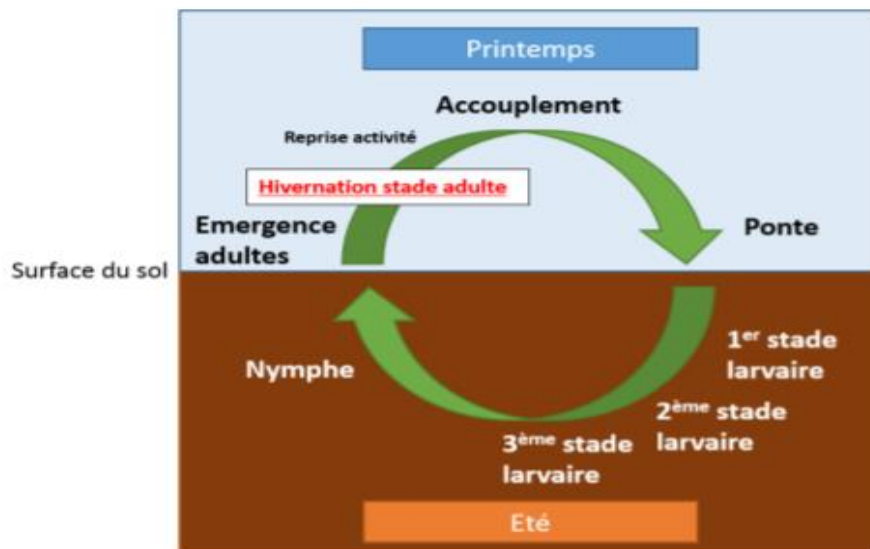 Printemps
Accouplement
Reprise activité
Hivernation stade adulte
Emergence
adultes
Ponte
Surface du sol
1er stade
larvaire
Nymphe
2ème stade
larvaire
3ème stade
larvaire
Eté